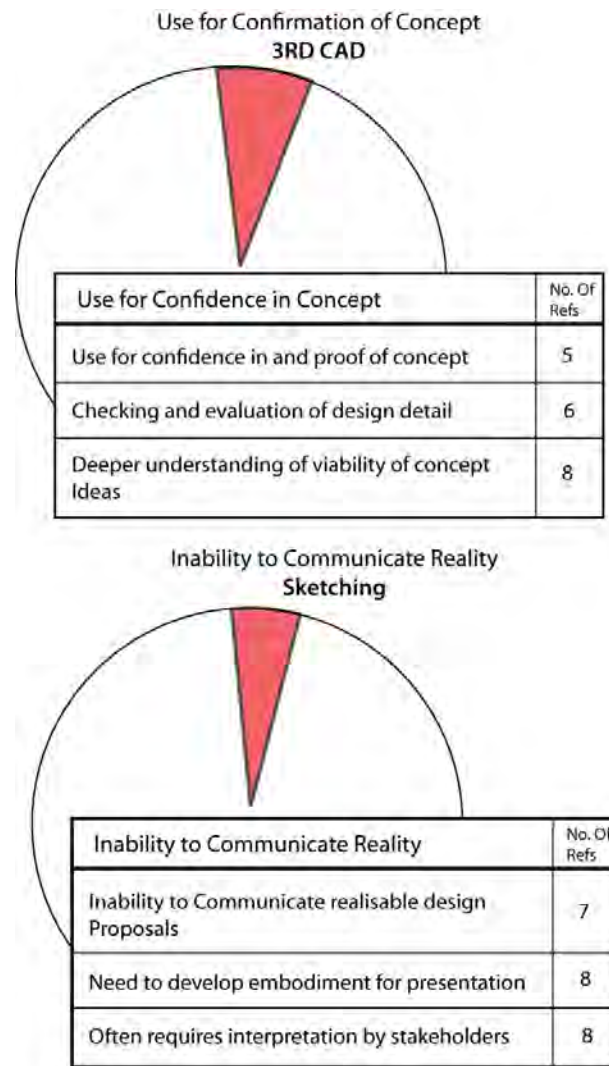 Use for Confirmation of Concept
3RD CAD
Use for Confidence in Concept
No. Of
Refs
Use for confidence in and proof of concept
5
Checking and evaluation of design detail
6
Deeper understanding of viability of concept
Ideas
8
Inability to Communicate Reality
Sketching
Inability to Communicate Reality
No. Of
Refs
Inability to Communicate realisable design
Proposals
7
Need to develop embodiment for presentation
8
Often requires interpretation by stakeholders
8